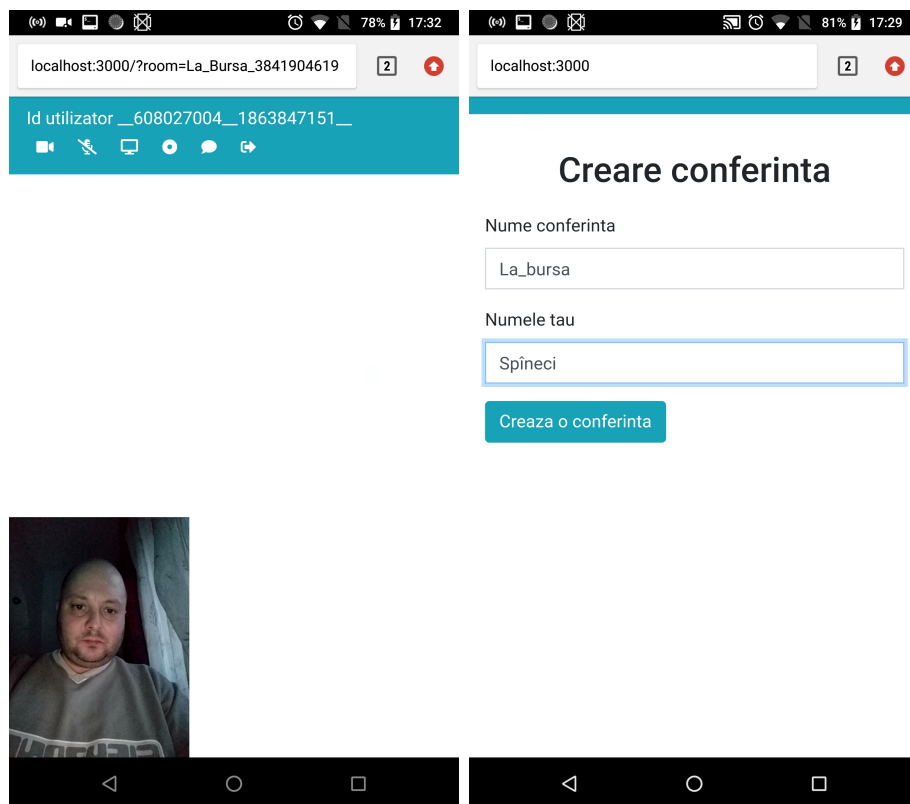 78% 17:32
localhost:3000/?room=La_Bursa_3841904619
2
Id utilizator __608027004__1863847151__
81% 17:29
localhost:3000
2
Creare conferinta
Nume conferinta
La_bursa
Numele tau
Spîneci
Creaza o conferinta